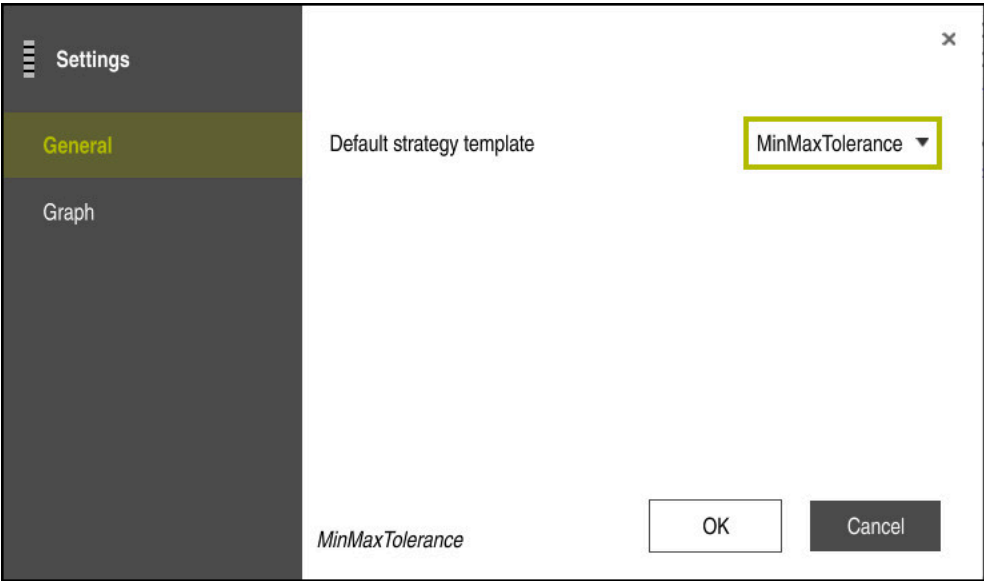 Settings
General
Graph
Default strategy template
MinMaxTolerance
MinMaxTolerance
OK
Cancel